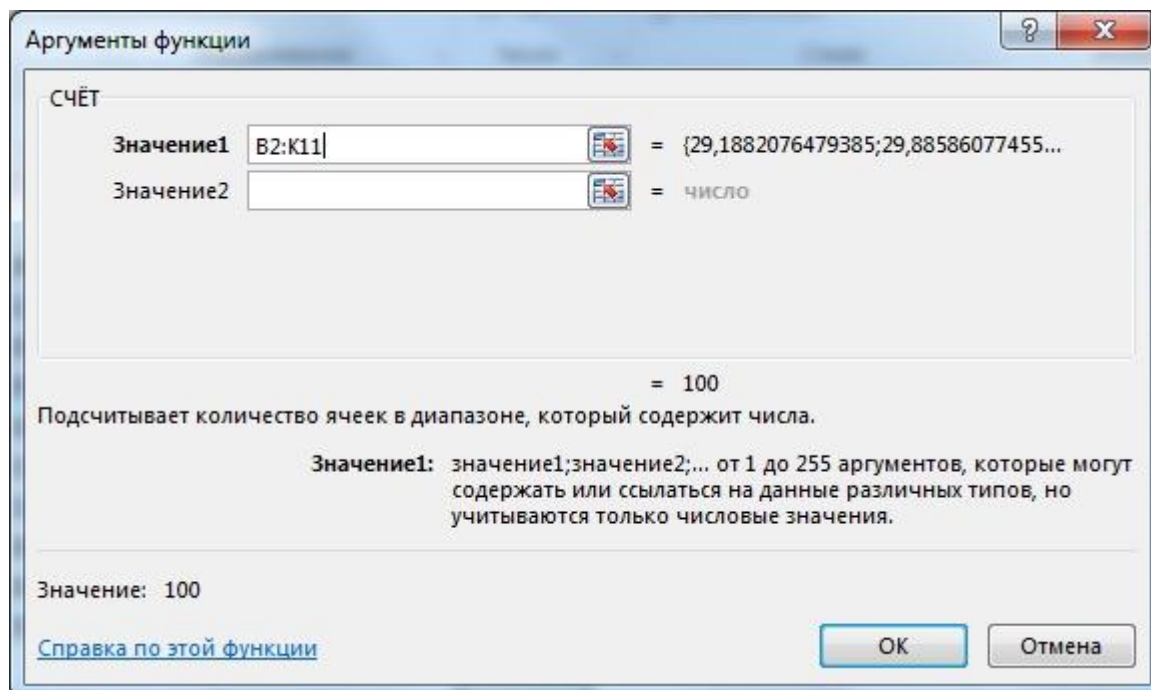 Аргументы функции
СЧЁТ
Значение1 B2:K11 = {29,1882076479385;29,88586077455...
Значение2 = число
= 100
Подсчитывает количество ячеек в диапазоне, который содержит числа.
Значение1: значение1;значение2;... от 1 до 255 аргументов, которые могут
содержать или ссылаться на данные различных типов, но
учитываются только числовые значения.
Значение: 100
Справка по этой функции
ОК
Отмена